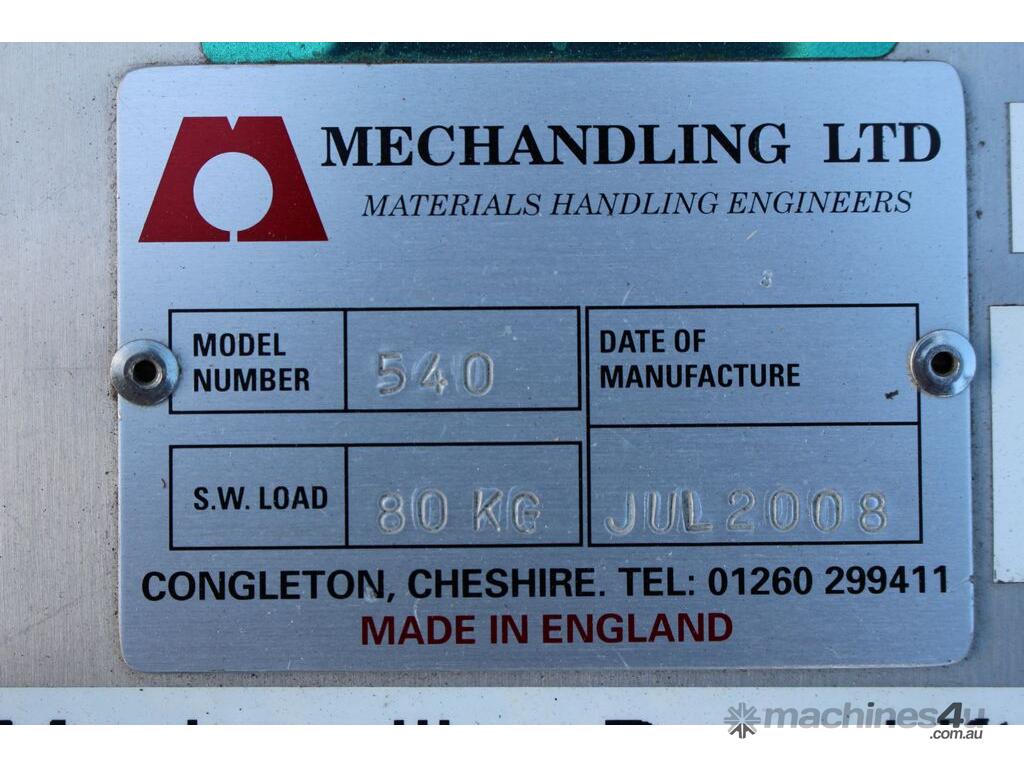 MECHANDLING LTD
MATERIALS HANDLING ENGINEERS
8
MODEL NUMBER
540
DATE OF MANUFACTURE
S.W. LOAD
80 KG
JUL 2008
CONGLETON, CHESHIRE. TEL: 01260 299411
MADE IN ENGLAND
machines4u
.com.au